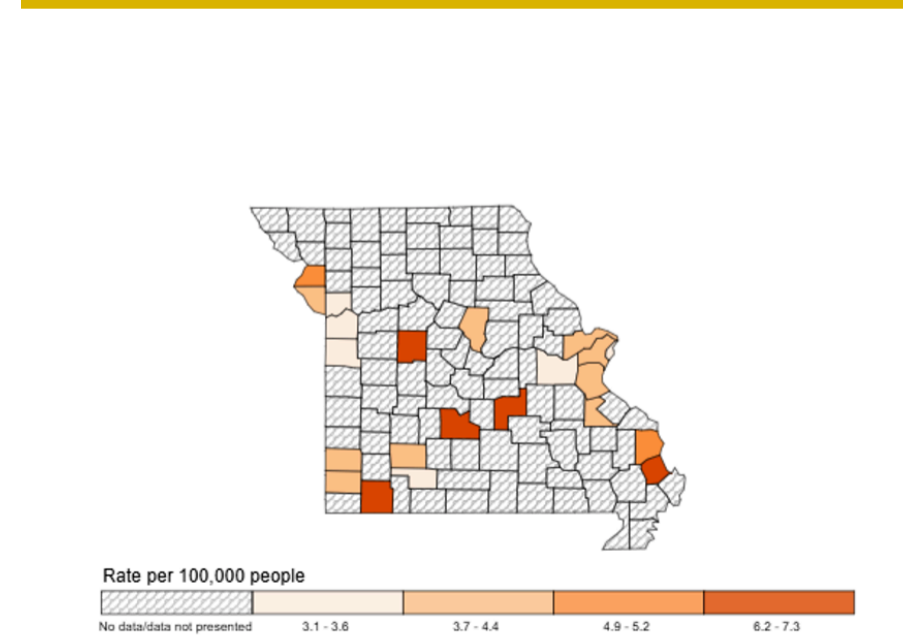 Rate per 100,000 people
No data/data not presented
3.1 - 3.6
3.7 - 4.4
4.9 - 5.2
6.2 - 7.3